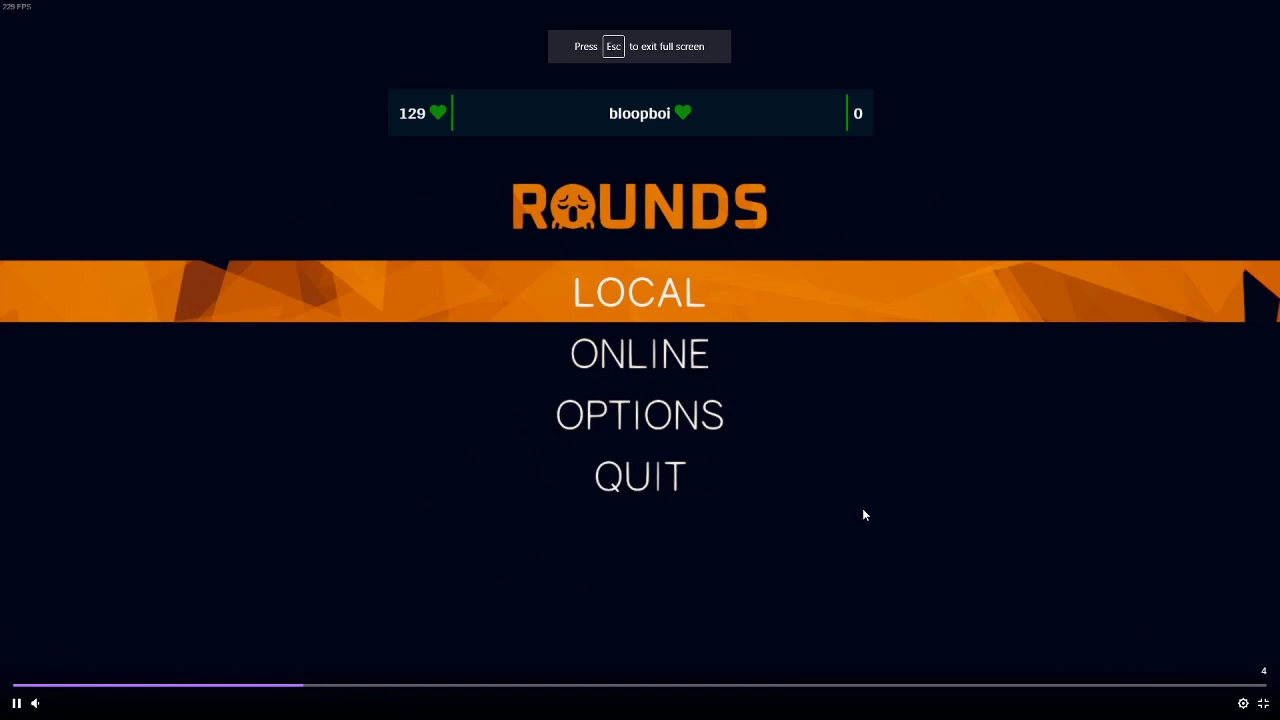 229 FPS
Press Esc to exit full screen
129 bloopboi 0
ROUNDS
LOCAL
ONLINE
OPTIONS
QUIT
4